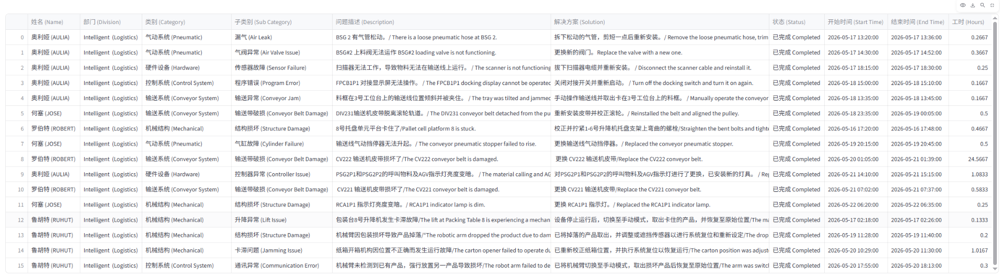 姓名 (Name) 部门 (Division) 类别 (Category) 子类别 (Sub Category) 问题描述 (Description) 解决方案 (Solution) 状态 (Status) 开始时间 (Start Time) 结束时间 (End Time) 工时 (Hours)
0 奥利娅 (AULIA) Intelligent (Logistics) 气动系统 (Pneumatic) 漏气 (Air Leak) BSG 2 有气管松动。/ There is a loose pneumatic hose at BSG 2. 拆下松动的气管，剪短一点后重新安装。/ Remove the loose pneumatic hose, trim 已完成 Completed 2026-05-17 13:20:00 2026-05-17 13:36:00 0.2667
1 奥利娅 (AULIA) Intelligent (Logistics) 气动系统 (Pneumatic) 气阀异常 (Air Valve Issue) BSG#2 上料阀无法运作 BSG#2 loading valve is not functioning. 更换新的阀门。Replace the valve with a new one. 已完成 Completed 2026-05-17 14:30:00 2026-05-17 14:52:00 0.3667
2 奥利娅 (AULIA) Intelligent (Logistics) 硬件设备 (Hardware) 传感器故障 (Sensor Failure) 扫描器无法工作，导致物料无法在输送线上运行。 / The scanner is not functioning 拔下扫描器电缆并重新安装。 / Disconnect the scanner cable and reinstall it. 已完成 Completed 2026-05-17 18:15:00 2026-05-17 18:30:00 0.25
3 奥利娅 (AULIA) Intelligent (Logistics) 控制系统 (Control System) 程序错误 (Program Error) FPCB1P1 对接显示屏无法操作。 / The FPCB1P1 docking display cannot be operated 关闭对接开关并重新启动。 / Turn off the docking switch and turn it on again. 已完成 Completed 2026-05-18 15:00:00 2026-05-18 15:10:00 0.1667
4 奥利娅 (AULIA) Intelligent (Logistics) 输送系统 (Conveyor System) 输送异常 (Conveyor Jam) 料框在3号工位台上的输送线位置倾斜并被夹住。 / The tray was tilted and jammed 手动操作输送线并取出卡在3号工位台上的料框。 / Manually operate the conveyor 已完成 Completed 2026-05-18 13:35:00 2026-05-18 13:45:00 0.1667
5 何塞 (JOSE) Intelligent (Logistics) 输送系统 (Conveyor System) 输送带破损 (Conveyor Belt Damage) DIV231输送机皮带脱离滚轮轨道。/ The DIV231 conveyor belt detached from the pu 重新安装皮带并校正滚轮。/ Reinstalled the belt and aligned the pulley. 已完成 Completed 2026-05-18 23:35:00 2026-05-19 00:05:00 0.5
6 罗伯特 (ROBERT) Intelligent (Logistics) 机械结构 (Mechanical) 结构损坏 (Structure Damage) 8号托盘单元平台卡住了/Pallet cell platform 8 is stuck. 校正并拧紧1-6号升降机托盘支架上弯曲的螺栓/Straighten the bent bolts and tighte 已完成 Completed 2026-05-16 17:20:00 2026-05-16 17:48:00 0.4667
7 何塞 (JOSE) Intelligent (Logistics) 气动系统 (Pneumatic) 气缸故障 (Cylinder Failure) 输送线气动挡停器无法升起。/ The conveyor pneumatic stopper failed to rise. 更换输送线气动挡停器。/ Replaced the conveyor pneumatic stopper. 已完成 Completed 2026-05-19 20:15:00 2026-05-19 20:45:00 0.5
8 罗伯特 (ROBERT) Intelligent (Logistics) 输送系统 (Conveyor System) 输送带破损 (Conveyor Belt Damage) CV222 输送机皮带损坏了/The CV222 conveyor belt is damaged. 更换 CV222 输送机皮带/Replace the CV222 conveyor belt. 已完成 Completed 2026-05-20 01:05:00 2026-05-21 01:39:00 24.5667
9 奥利娅 (AULIA) Intelligent (Logistics) 硬件设备 (Hardware) 控制器异常 (Controller Issue) PSG2P1和PSG2P2的呼叫物料及AGV指示灯亮度变暗。 / The material calling and AG 对PSG2P1和PSG2P2的呼叫物料及AGV指示灯进行了更换，已安装新的灯具。 / Rep 已完成 Completed 2026-05-21 14:10:00 2026-05-21 15:15:00 1.0833
10 罗伯特 (ROBERT) Intelligent (Logistics) 输送系统 (Conveyor System) 输送带破损 (Conveyor Belt Damage) CV221 输送机皮带损坏了/The CV221 conveyor belt is damaged. 更换 CV221 输送机皮带/Replace the CV221 conveyor belt. 已完成 Completed 2026-05-21 07:02:00 2026-05-21 07:37:00 0.5833
11 何塞 (JOSE) Intelligent (Logistics) 机械结构 (Mechanical) 结构损坏 (Structure Damage) RCA1P1 指示灯亮度变暗。/ RCA1P1 indicator lamp is dim. 更换 RCA1P1 指示灯。/ Replaced the RCA1P1 indicator lamp. 已完成 Completed 2026-05-22 06:20:00 2026-05-22 06:35:00 0.25
12 鲁胡特 (RUHUT) Intelligent (Logistics) 机械结构 (Mechanical) 升降异常 (Lift Issue) 包装台8号升降机发生卡滞故障/The lift at Packing Table 8 is experiencing a mechan 设备停止运行后，切换至手动模式，取出卡住的产品，并恢复至原始位置/The ma 已完成 Completed 2026-05-17 02:18:00 2026-05-17 02:26:00 0.1333
13 鲁胡特 (RUHUT) Intelligent (Logistics) 机械结构 (Mechanical) 结构损坏 (Structure Damage) 机械臂因包装损坏导致产品掉落/"The robotic arm dropped the product due to dam 已将掉落的产品取出，并调整或遮挡传感器以进行系统复位和重新设定/The drop 已完成 Completed 2026-05-19 11:28:00 2026-05-19 11:40:00 0.2
14 鲁胡特 (RUHUT) Intelligent (Logistics) 机械结构 (Mechanical) 卡滞问题 (Jamming Issue) 纸箱开箱机构因位置不正确而发生运行故障/The carton opener failed to operate du 已重新校正纸箱位置，并执行系统复位以恢复运行/The carton position was adjust 已完成 Completed 2026-05-20 10:29:00 2026-05-20 11:30:00 1.0167
15 鲁胡特 (RUHUT) Intelligent (Logistics) 控制系统 (Control System) 通讯异常 (Communication Error) 机械臂未检测到已有产品，强行放置另一产品导致损坏/The robot arm failed to de 已将机械臂切换至手动模式，取出损坏产品后恢复至原始位置/The arm was switcl 已完成 Completed 2026-05-20 17:55:00 2026-05-20 18:13:00 0.3